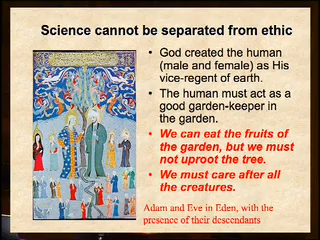 Science cannot be separated from ethic
• God created the human
(male and female) as His
vice-regent of earth.
• The human must act as a
good garden-keeper in
the garden.
• We can eat the fruits of
the garden, but we must
not uproot the tree.
• We must care after all
the creatures.
Adam and Eve in Eden, with the
presence of their descendants